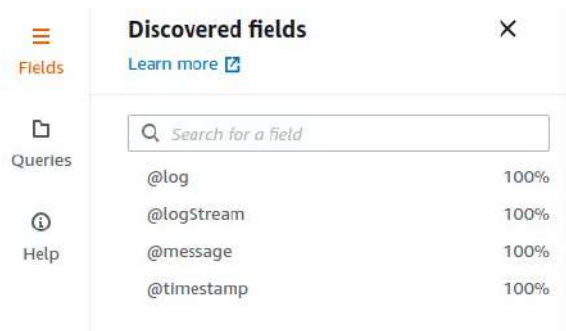 Fields
Queries
Help
Discovered fields
Learn more
Search for a field
@log 100%
@logStream 100%
@message 100%
@timestamp 100%